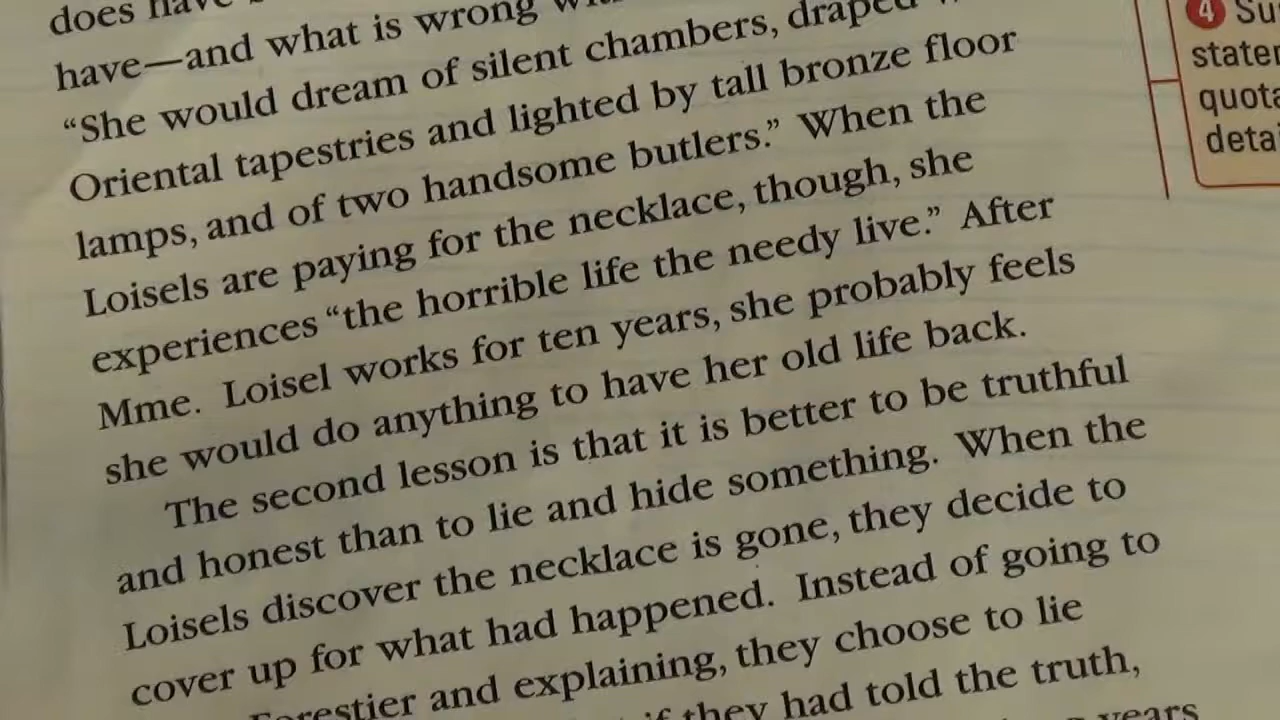 does have
have—and what is wrong
“She would dream of silent chambers, draped
Oriental tapestries and lighted by tall bronze floor
lamps, and of two handsome butlers.” When the
Loisels are paying for the necklace, though, she
experiences “the horrible life the needy live.” After
Mme. Loisel works for ten years, she probably feels
she would do anything to have her old life back.
The second lesson is that it is better to be truthful
and honest than to lie and hide something. When the
Loisels discover the necklace is gone, they decide to
cover up for what had happened. Instead of going to
Forestier and explaining, they choose to lie
if they had told the truth,
years
4
quota